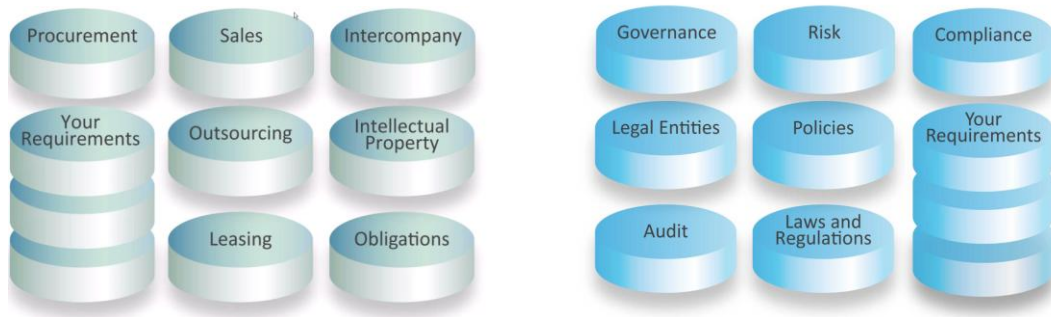 Procurement
Sales
Intercompany
Your
Requirements
Outsourcing
Intellectual
Property
Leasing
Obligations
Governance
Risk
Compliance
Legal Entities
Policies
Your
Requirements
Audit
Laws and
Regulations